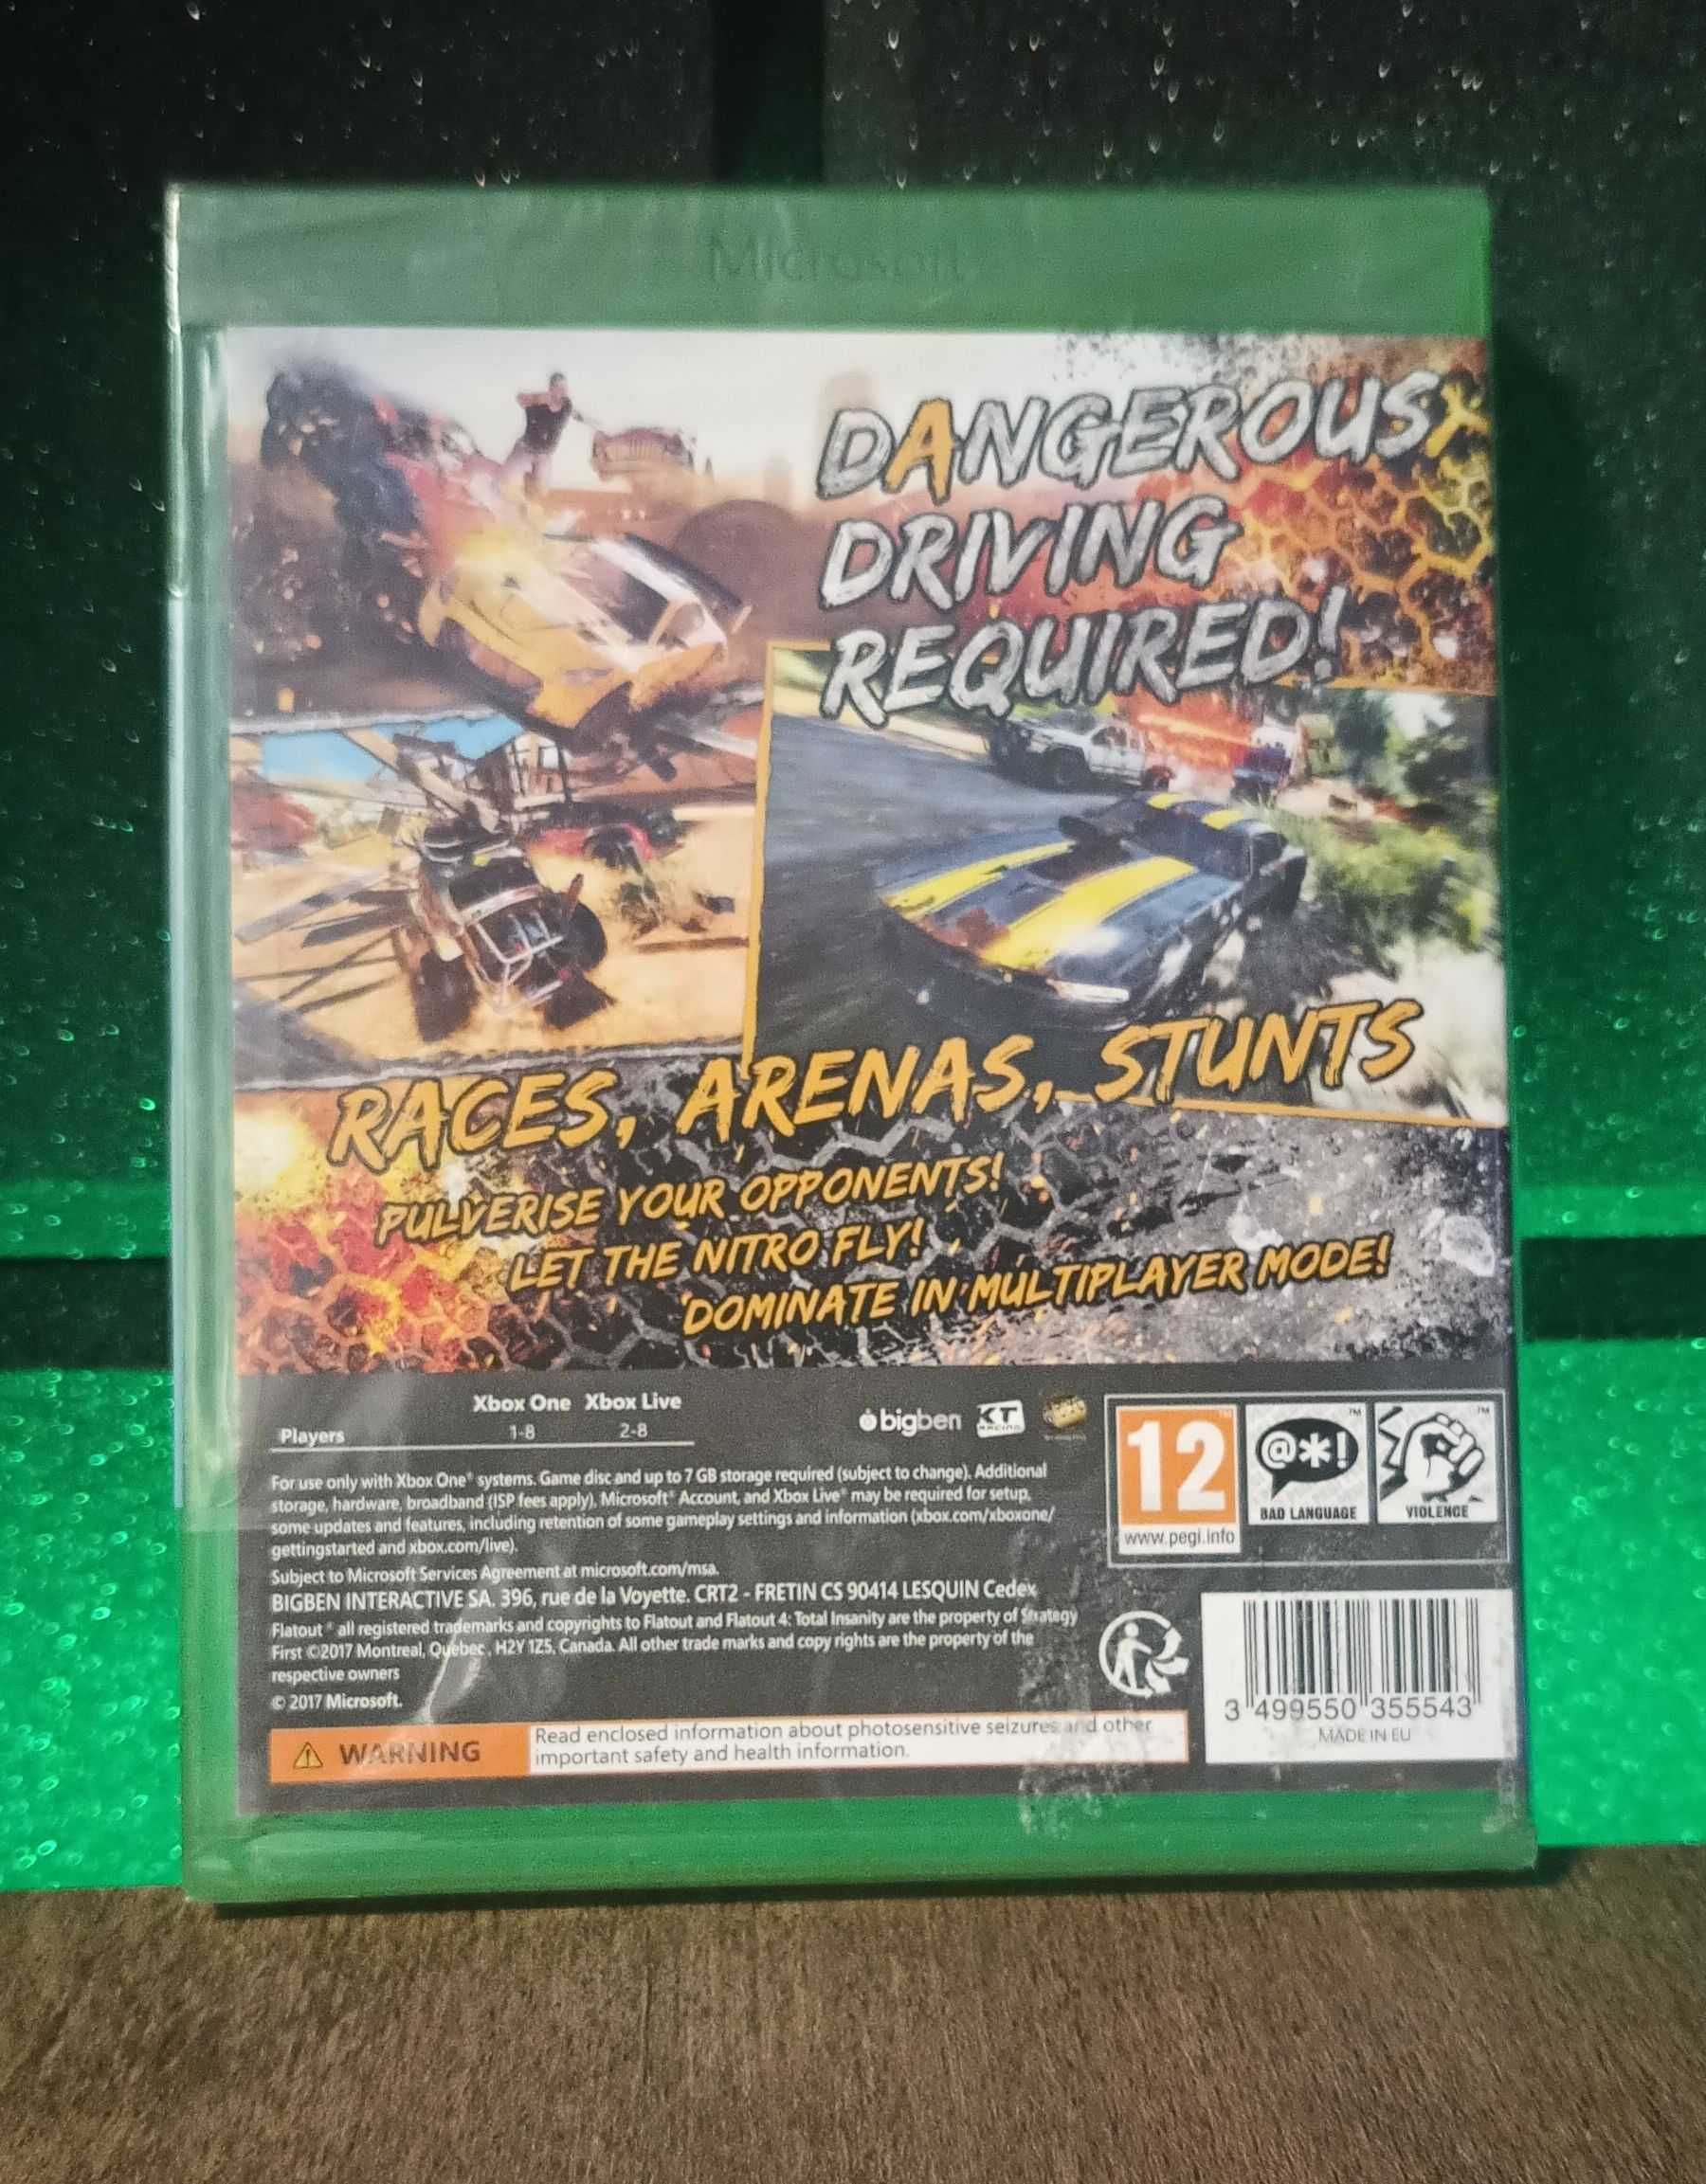 Microsoft
DANGEROUS
DRIVING
REQUIRED!
RACES, ARENAS, STUNTS
PULVERISE YOUR OPPONENTS!
LET THE NITRO FLY!
DOMINATE IN MULTIPLAYER MODE!
Xbox One Xbox Live
Players 1-8 2-8
bigben KT RACING
12
www.pegi.info
@*!
BAD LANGUAGE
VIOLENCE
For use only with Xbox One® systems. Game disc and up to 7 GB storage required (subject to change). Additional
storage, hardware, broadband (ISP fees apply), Microsoft® Account, and Xbox Live® may be required for setup,
some updates and features, including retention of some gameplay settings and information (xbox.com/xboxone/
gettingstarted and xbox.com/live).
Subject to Microsoft Services Agreement at microsoft.com/msa.
BIGBEN INTERACTIVE SA. 396, rue de la Voyette. CRT2 - FRETIN CS 90414 LESQUIN Cedex
Flatout ® all registered trademarks and copyrights to Flatout and Flatout 4: Total Insanity are the property of Strategy
First ©2017 Montreal, Quebec , H2Y 1Z5, Canada. All other trade marks and copy rights are the property of the
respective owners
© 2017 Microsoft.
WARNING
Read enclosed information about photosensitive seizures and other
important safety and health information.
3 499550 355543
MADE IN EU